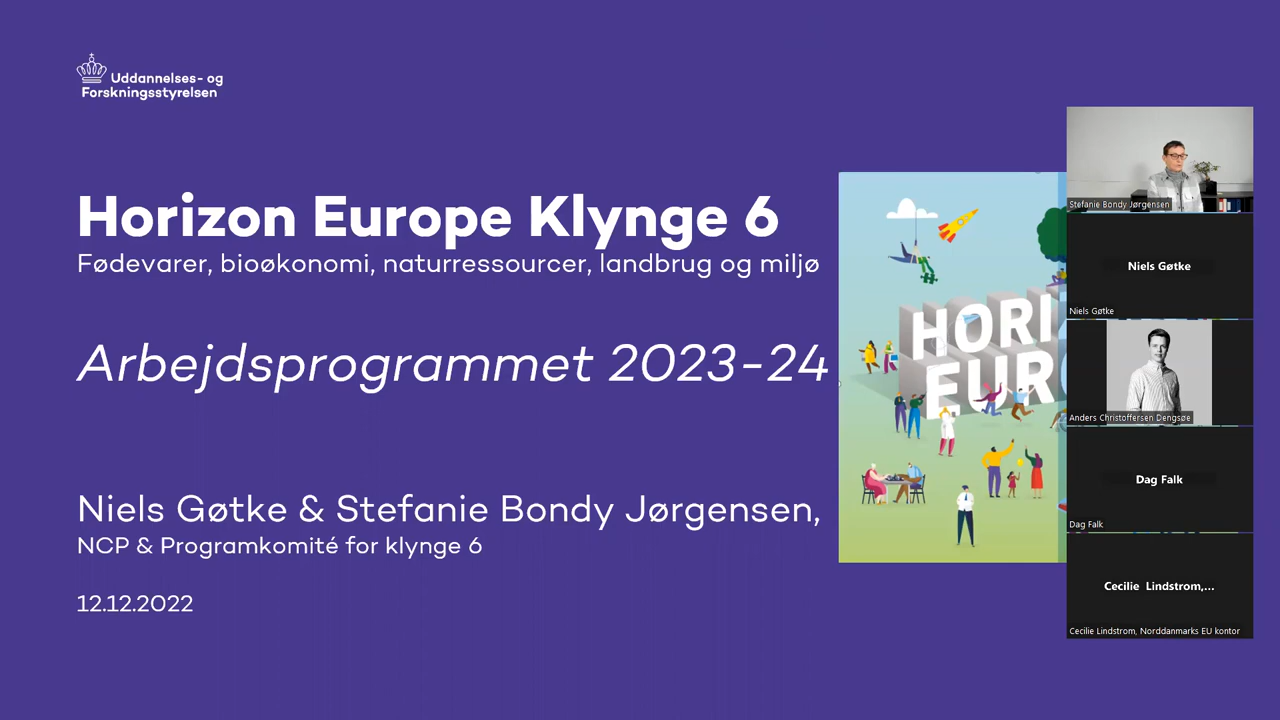 Uddannelses- og
Forskningsstyrelsen
Horizon Europe Klynge 6
Fødevarer, bioøkonomi, naturressourcer, landbrug og miljø
Arbejdsprogrammet 2023-24
Niels Gøtke & Stefanie Bondy Jørgensen,
NCP & Programkomité for klynge 6
12.12.2022
HORI
EUR
Stefanie Bondy Jørgensen
Niels Gøtke
Niels Gøtke
Anders Christoffersen Dengsøe
Dag Falk
Dag Falk
Cecilie Lindstrom,...
Cecilie Lindstrom, Norddanmarks EU kontor